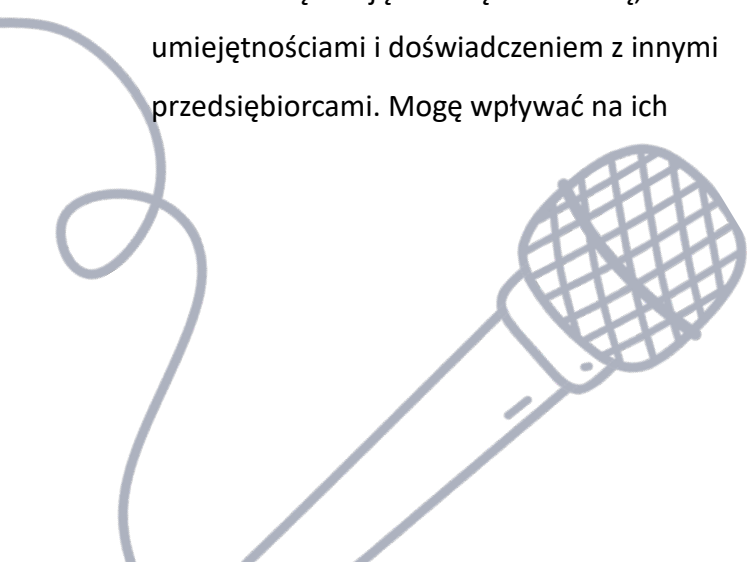 umiejętnościami i doświadczeniem z innymi
przedsiębiorcami. Mogę wpływać na ich